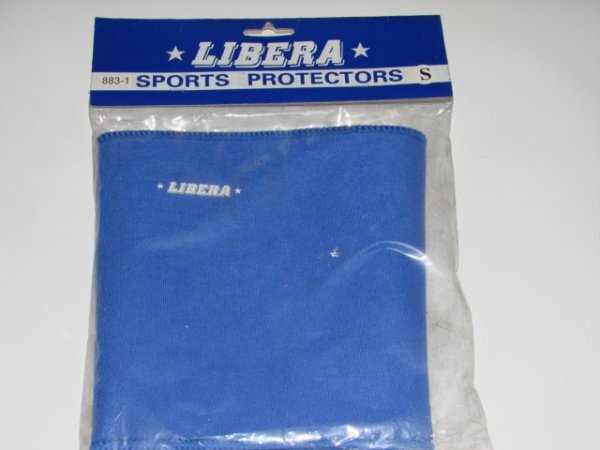 ★ LIBERA ★
883-1 SPORTS PROTECTORS S
★ LIBERA ★